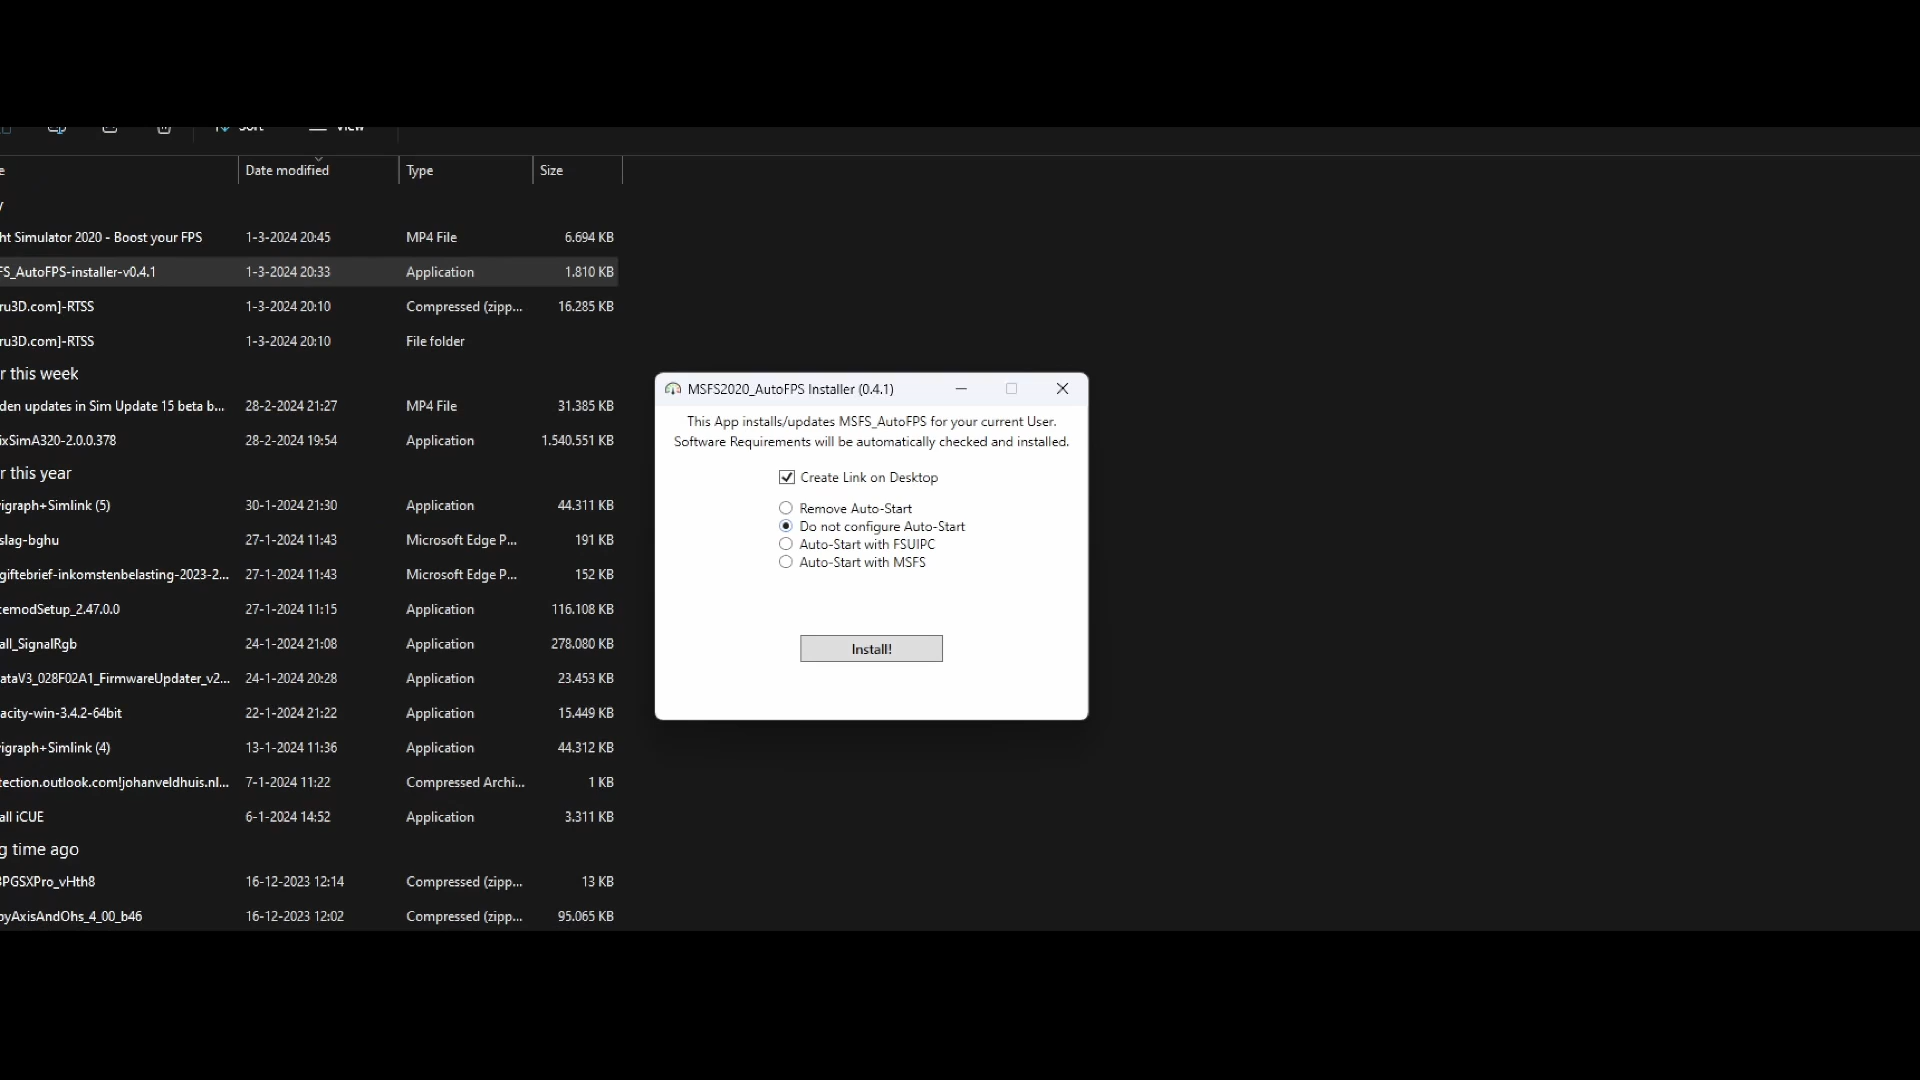 Sort
View
e
Date modified
Type
Size
y
ht Simulator 2020 - Boost your FPS 1-3-2024 20:45 MP4 File 6.694 KB
FS_AutoFPS-installer-v0.4.1 1-3-2024 20:33 Application 1.810 KB
ru3D.com]-RTSS 1-3-2024 20:10 Compressed (zipp... 16.285 KB
ru3D.com]-RTSS 1-3-2024 20:10 File folder
r this week
den updates in Sim Update 15 beta b... 28-2-2024 21:27 MP4 File 31.385 KB
ixSimA320-2.0.0.378 28-2-2024 19:54 Application 1.540.551 KB
r this year
igraph+Simlink (5) 30-1-2024 21:30 Application 44.311 KB
slag-bghu 27-1-2024 11:43 Microsoft Edge P... 191 KB
giftebrief-inkomstenbelasting-2023-2... 27-1-2024 11:43 Microsoft Edge P... 152 KB
cemodSetup_2.47.0.0 27-1-2024 11:15 Application 116.108 KB
all_SignalRgb 24-1-2024 21:08 Application 278.080 KB
ataV3_028F02A1_FirmwareUpdater_v2... 24-1-2024 20:28 Application 23.453 KB
acity-win-3.4.2-64bit 22-1-2024 21:22 Application 15.449 KB
igraph+Simlink (4) 13-1-2024 11:36 Application 44.312 KB
tection.outlook.com!johanveldhuis.nl... 7-1-2024 11:22 Compressed Archi... 1 KB
all iCUE 6-1-2024 14:52 Application 3.311 KB
g time ago
BPGSXPro_vHth8 16-12-2023 12:14 Compressed (zipp... 13 KB
oyAxisAndOhs_4_00_b46 16-12-2023 12:02 Compressed (zipp... 95.065 KB
MSFS2020_AutoFPS Installer (0.4.1)
This App installs/updates MSFS_AutoFPS for your current User.
Software Requirements will be automatically checked and installed.
Create Link on Desktop
Remove Auto-Start
Do not configure Auto-Start
Auto-Start with FSUIPC
Auto-Start with MSFS
Install!